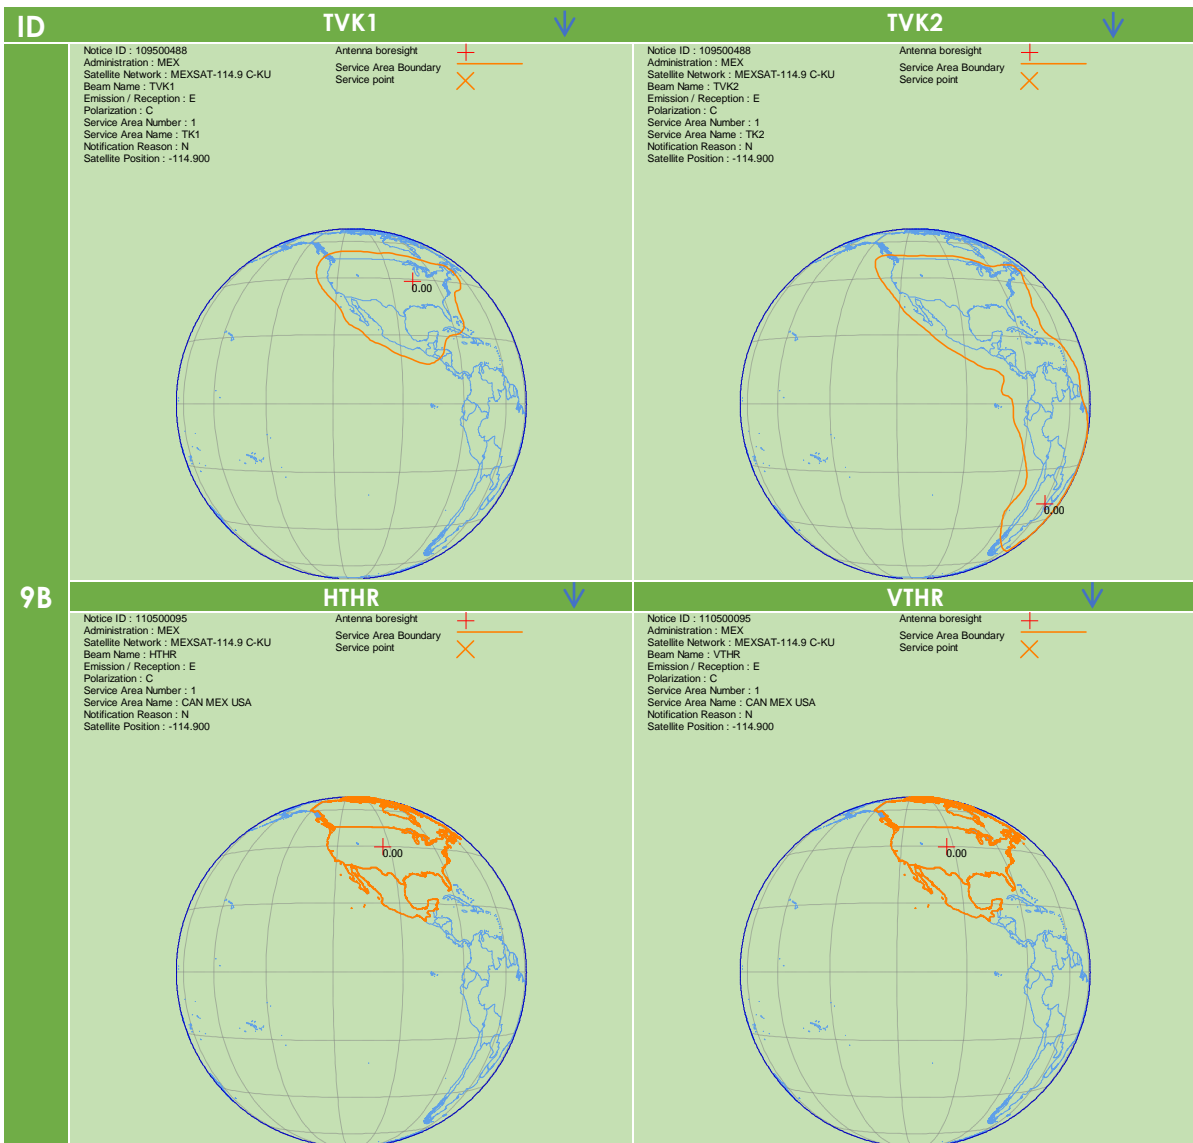 ID
TVK1
TVK2
Notice ID : 109500488
Administration : MEX
Satellite Network : MEXSAT-114.9 C-KU
Beam Name : TVK1
Emission / Reception : E
Polarization : C
Service Area Number : 1
Service Area Name : TK1
Notification Reason : N
Satellite Position : -114.900
Antenna boresight
Service Area Boundary
Service point
0.00
Notice ID : 109500488
Administration : MEX
Satellite Network : MEXSAT-114.9 C-KU
Beam Name : TVK2
Emission / Reception : E
Polarization : C
Service Area Number : 1
Service Area Name : TK2
Notification Reason : N
Satellite Position : -114.900
Antenna boresight
Service Area Boundary
Service point
0.00
9B
HTHR
VTHR
Notice ID : 110500095
Administration : MEX
Satellite Network : MEXSAT-114.9 C-KU
Beam Name : HTHR
Emission / Reception : E
Polarization : C
Service Area Number : 1
Service Area Name : CAN MEX USA
Notification Reason : N
Satellite Position : -114.900
Antenna boresight
Service Area Boundary
Service point
0.00
Notice ID : 110500095
Administration : MEX
Satellite Network : MEXSAT-114.9 C-KU
Beam Name : VTHR
Emission / Reception : E
Polarization : C
Service Area Number : 1
Service Area Name : CAN MEX USA
Notification Reason : N
Satellite Position : -114.900
Antenna boresight
Service Area Boundary
Service point
0.00